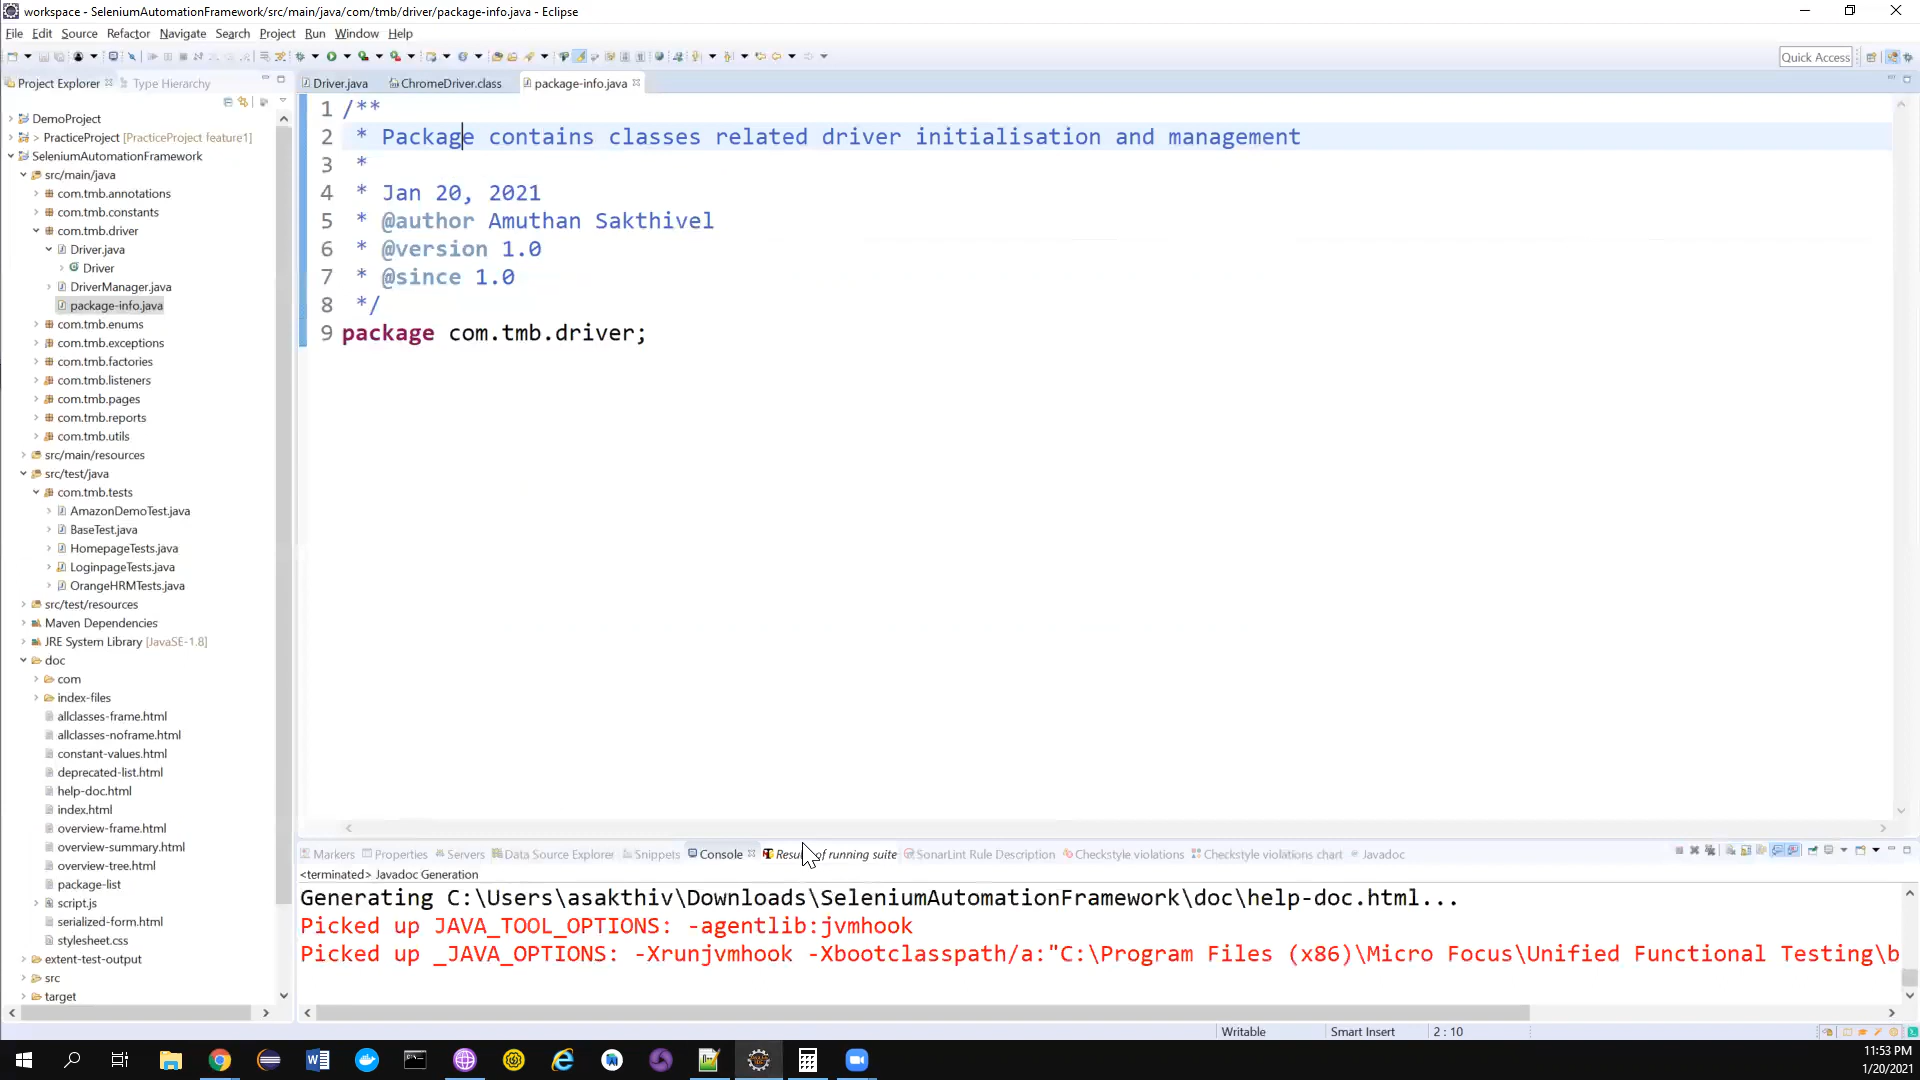 workspace - SeleniumAutomationFramework/src/main/java/com/tmb/driver/package-info.java - Eclipse
File Edit Source Refactor Navigate Search Project Run Window Help
Quick Access
Project Explorer Type Hierarchy
Driver.java ChromeDriver.class package-info.java
DemoProject
> PracticeProject [PracticeProject feature1]
SeleniumAutomationFramework
src/main/java
com.tmb.annotations
com.tmb.constants
com.tmb.driver
Driver.java
Driver
DriverManager.java
package-info.java
com.tmb.enums
com.tmb.exceptions
com.tmb.factories
com.tmb.listeners
com.tmb.pages
com.tmb.reports
com.tmb.utils
src/main/resources
src/test/java
com.tmb.tests
AmazonDemoTest.java
BaseTest.java
HomepageTests.java
LoginpageTests.java
OrangeHRMTests.java
src/test/resources
Maven Dependencies
JRE System Library [JavaSE-1.8]
doc
com
index-files
allclasses-frame.html
allclasses-noframe.html
constant-values.html
deprecated-list.html
help-doc.html
index.html
overview-frame.html
overview-summary.html
overview-tree.html
package-list
script.js
serialized-form.html
stylesheet.css
extent-test-output
src
target
1 /**
2 * Package contains classes related driver initialisation and management
3 *
4 * Jan 20, 2021
5 * @author Amuthan Sakthivel
6 * @version 1.0
7 * @since 1.0
8 */
9 package com.tmb.driver;
Markers Properties Servers Data Source Explorer Snippets Console Results of running suite SonarLint Rule Description Checkstyle violations Checkstyle violations chart Javadoc
<terminated> Javadoc Generation
Generating C:\Users\asakthiv\Downloads\SeleniumAutomationFramework\doc\help-doc.html...
Picked up JAVA_TOOL_OPTIONS: -agentlib:jvmhook
Picked up _JAVA_OPTIONS: -Xrunjvmhook -Xbootclasspath/a:"C:\Program Files (x86)\Micro Focus\Unified Functional Testing\b
Writable Smart Insert 2 : 10
11:53 PM
1/20/2021